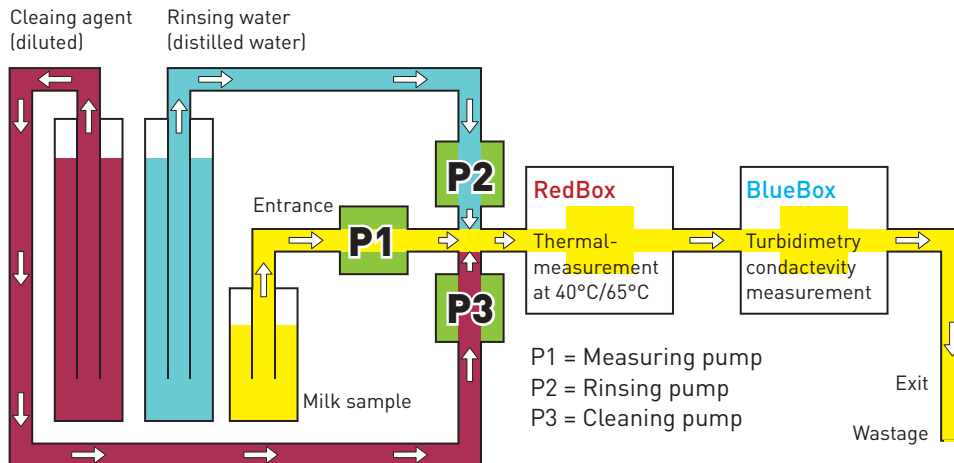 Cleaing agent
(diluted)
Rinsing water
(distilled water)
P2
RedBox
BlueBox
Entrance
P1
Thermal-
measurement
at 40°C/65°C
Turbidimetry
condactevity
measurement
P3
P1 = Measuring pump
P2 = Rinsing pump
P3 = Cleaning pump
Milk sample
Exit
Wastage